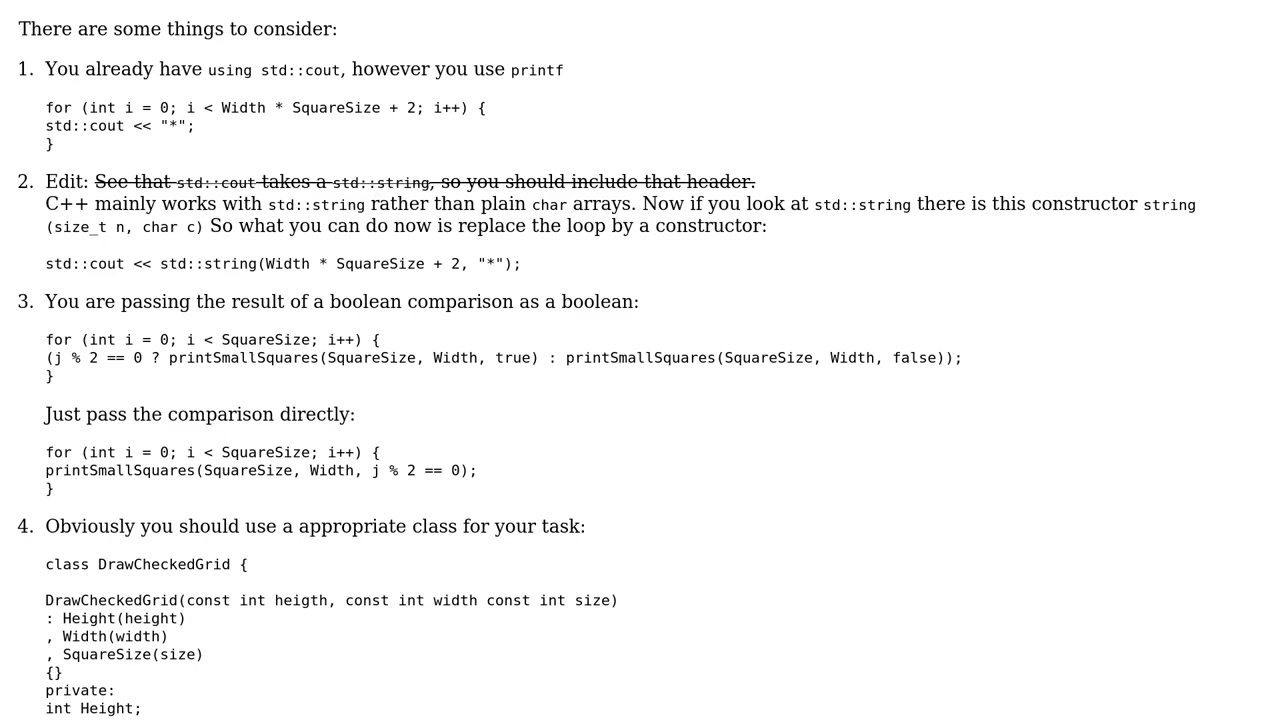 There are some things to consider:
1. You already have using std::cout, however you use printf
for (int i = 0; i < Width * SquareSize + 2; i++) {
std::cout << "*";
}
2. Edit: See that std::cout takes a std::string, so you should include that header.
C++ mainly works with std::string rather than plain char arrays. Now if you look at std::string there is this constructor string
(size_t n, char c) So what you can do now is replace the loop by a constructor:
std::cout << std::string(Width * SquareSize + 2, "*");
3. You are passing the result of a boolean comparison as a boolean:
for (int i = 0; i < SquareSize; i++) {
(j % 2 == 0 ? printSmallSquares(SquareSize, Width, true) : printSmallSquares(SquareSize, Width, false));
}
Just pass the comparison directly:
for (int i = 0; i < SquareSize; i++) {
printSmallSquares(SquareSize, Width, j % 2 == 0);
}
4. Obviously you should use a appropriate class for your task:
class DrawCheckedGrid {
DrawCheckedGrid(const int heigth, const int width const int size)
: Height(height)
, Width(width)
, SquareSize(size)
{}
private:
int Height;